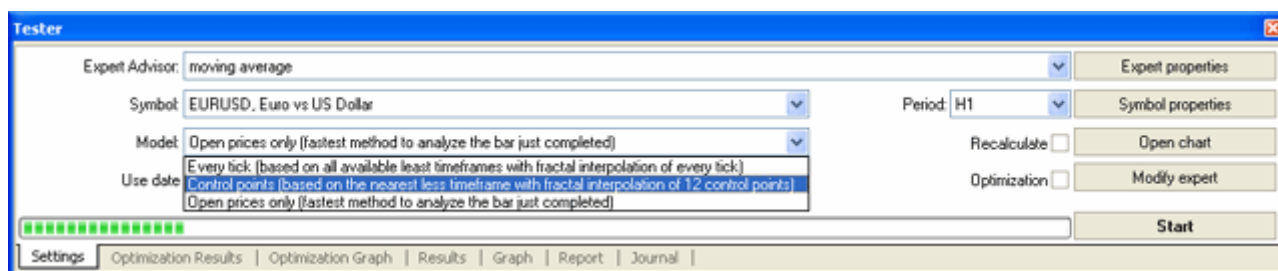 Tester
Expert Advisor: moving average Expert properties
Symbol: EURUSD, Euro vs US Dollar Period: H1 Symbol properties
Model: Open prices only (fastest method to analyze the bar just completed) Recalculate Open chart
Every tick (based on all available least timeframes with fractal interpolation of every tick)
Use date Control points (based on the nearest less timeframe with fractal interpolation of 12 control points) Optimization Modify expert
Open prices only (fastest method to analyze the bar just completed)
Start
Settings | Optimization Results | Optimization Graph | Results | Graph | Report | Journal |